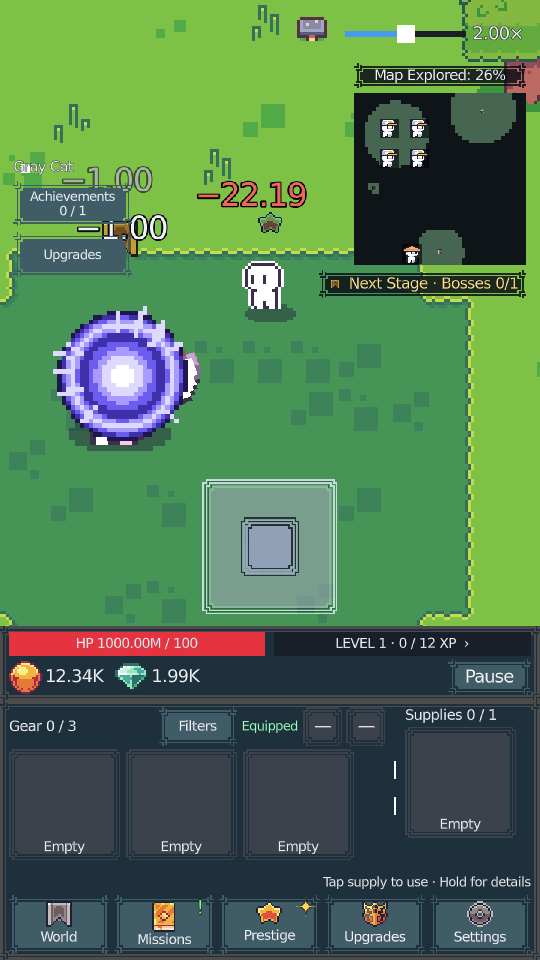 2.00×
Map Explored: 26%
Gray Cat
−1.00
−22.19
Achievements
0 / 1
Upgrades
Next Stage · Bosses 0/1
HP 1000.00M / 100
LEVEL 1 · 0 / 12 XP ›
12.34K
1.99K
Pause
Gear 0 / 3
Filters
Equipped
—
—
Supplies 0 / 1
Empty
Empty
Empty
Empty
Tap supply to use · Hold for details
World
Missions
!
Prestige
Upgrades
Settings